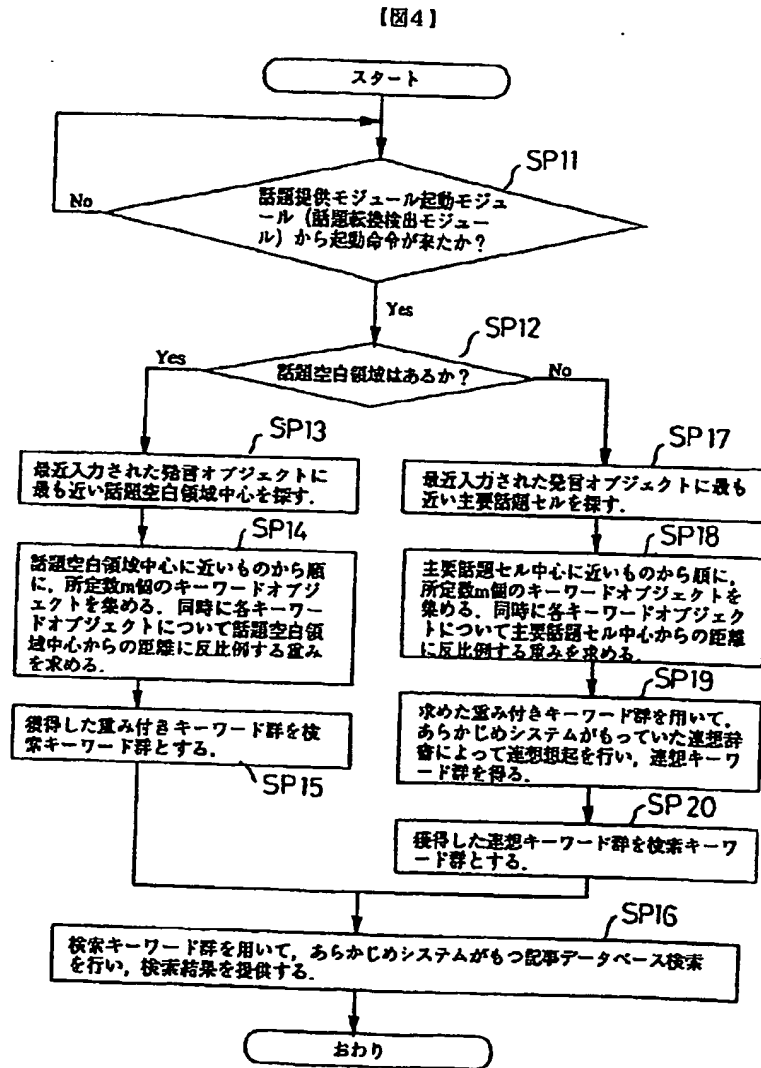 【図4】
スタート
SP11
No
話題提供モジュール起動モジュ
ール（話題転換検出モジュー
ル）から起動命令が来たか？
Yes
SP12
Yes
話題空白領域はあるか？
No
SP13
最近入力された発言オブジェクトに
最も近い話題空白領域中心を探す．
SP14
話題空白領域中心に近いものから順
に，所定数m個のキーワードオブジ
ェクトを集める．同時に各キーワー
ドオブジェクトについて話題空白領
域中心からの距離に反比例する重み
を求める．
獲得した重み付きキーワード群を検
索キーワード群とする．
SP15
SP17
最近入力された発言オブジェクトに最も
近い主要話題セルを探す．
SP18
主要話題セル中心に近いものから順に，
所定数m個のキーワードオブジェクトを
集める．同時に各キーワードオブジェク
トについて主要話題セル中心からの距離
に反比例する重みを求める．
SP19
求めた重み付きキーワード群を用いて，
あらかじめシステムがもっていた連想辞
書によって連想想起を行い，連想キーワ
ード群を得る．
SP20
獲得した連想キーワード群を検索キーワ
ード群とする．
SP16
検索キーワード群を用いて，あらかじめシステムがもつ記事データベース検索
を行い，検索結果を提供する．
おわり